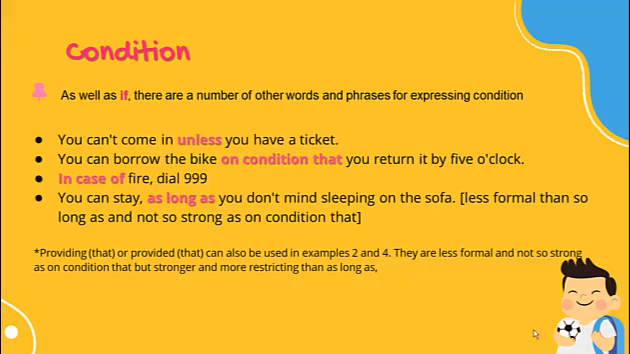 Condition
As well as if, there are a number of other words and phrases for expressing condition
● You can't come in unless you have a ticket.
● You can borrow the bike on condition that you return it by five o'clock.
● In case of fire, dial 999
● You can stay, as long as you don't mind sleeping on the sofa. [less formal than so
long as and not so strong as on condition that]
*Providing (that) or provided (that) can also be used in examples 2 and 4. They are less formal and not so strong
as on condition that but stronger and more restricting than as long as,